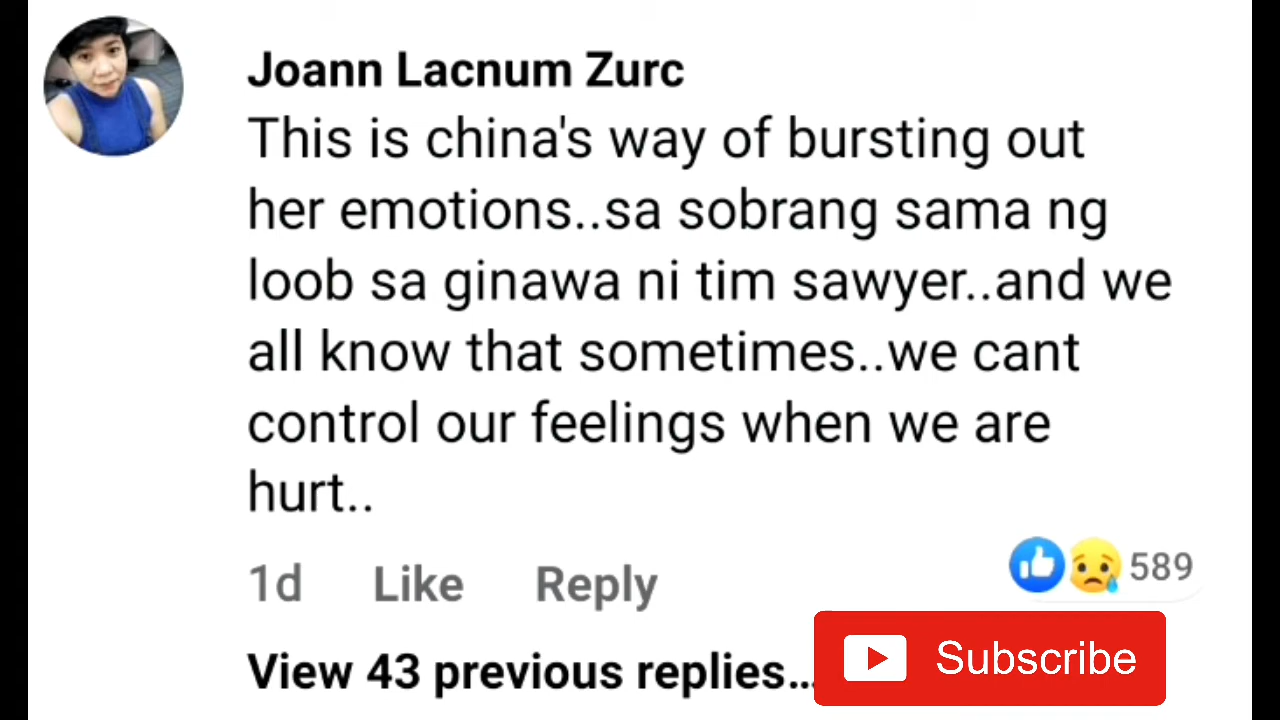 Joann Lacnum Zurc
This is china's way of bursting out
her emotions..sa sobrang sama ng
loob sa ginawa ni tim sawyer..and we
all know that sometimes..we cant
control our feelings when we are
hurt..
1d Like Reply 589
View 43 previous replies...
Subscribe